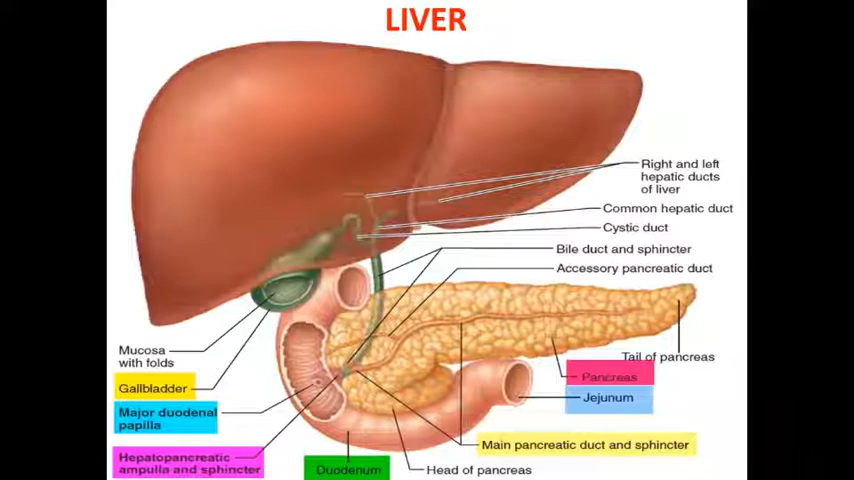 LIVER
Right and left
hepatic ducts
of liver
Common hepatic duct
Cystic duct
Bile duct and sphincter
Accessory pancreatic duct
Mucosa
with folds
Tail of pancreas
Pancreas
Gallbladder
Jejunum
Major duodenal
papilla
Main pancreatic duct and sphincter
Hepatopancreatic
ampulla and sphincter
Duodenum
Head of pancreas